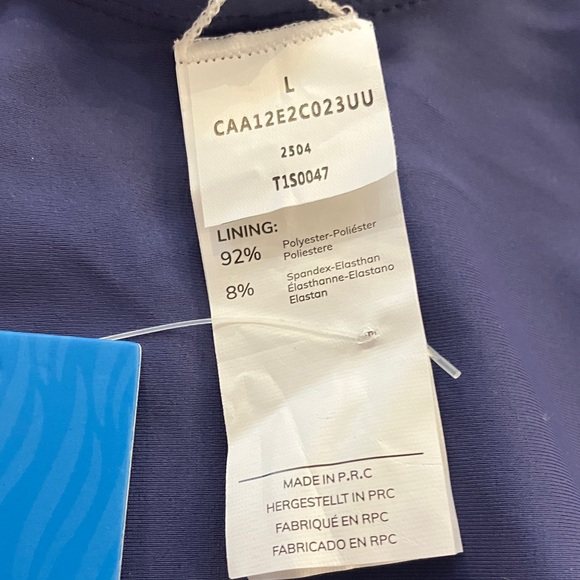 L
CAA12E2C023UU
2504
T1S0047
LINING:
92% Polyester-Poliéster
Poliestere
8% Spandex-Elasthan
Élasthanne-Elastano
Elastan
MADE IN P.R.C
HERGESTELLT IN PRC
FABRIQUÉ EN RPC
FABRICADO EN RPC